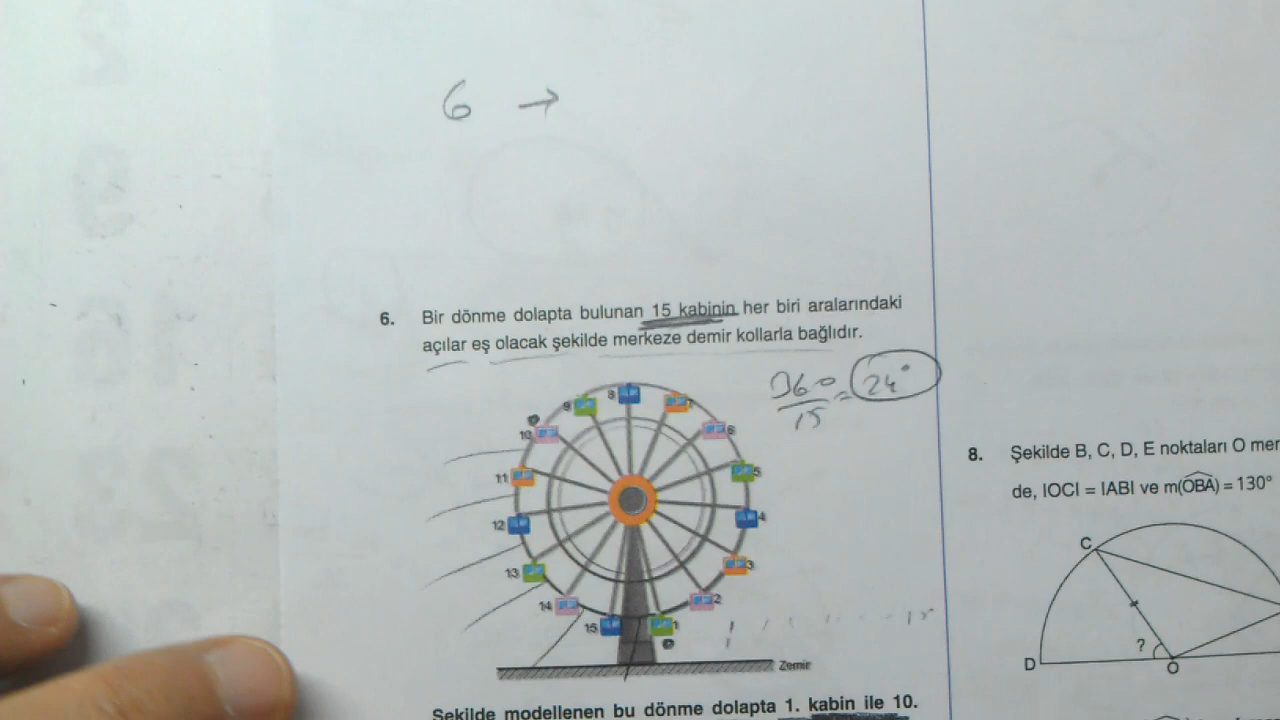 6 →
6. Bir dönme dolapta bulunan 15 kabinin her biri aralarındaki
açılar eş olacak şekilde merkeze demir kollarla bağlıdır.
360/15 = 24°
8
9
7
10
6
11
5
12
4
13
3
14
2
15
1
Zemin
Şekilde modellenen bu dönme dolapta 1. kabin ile 10.
8. Şekilde B, C, D, E noktaları O mer
de, IOCI = IABI ve m(OBA) = 130°
C
?
D
O